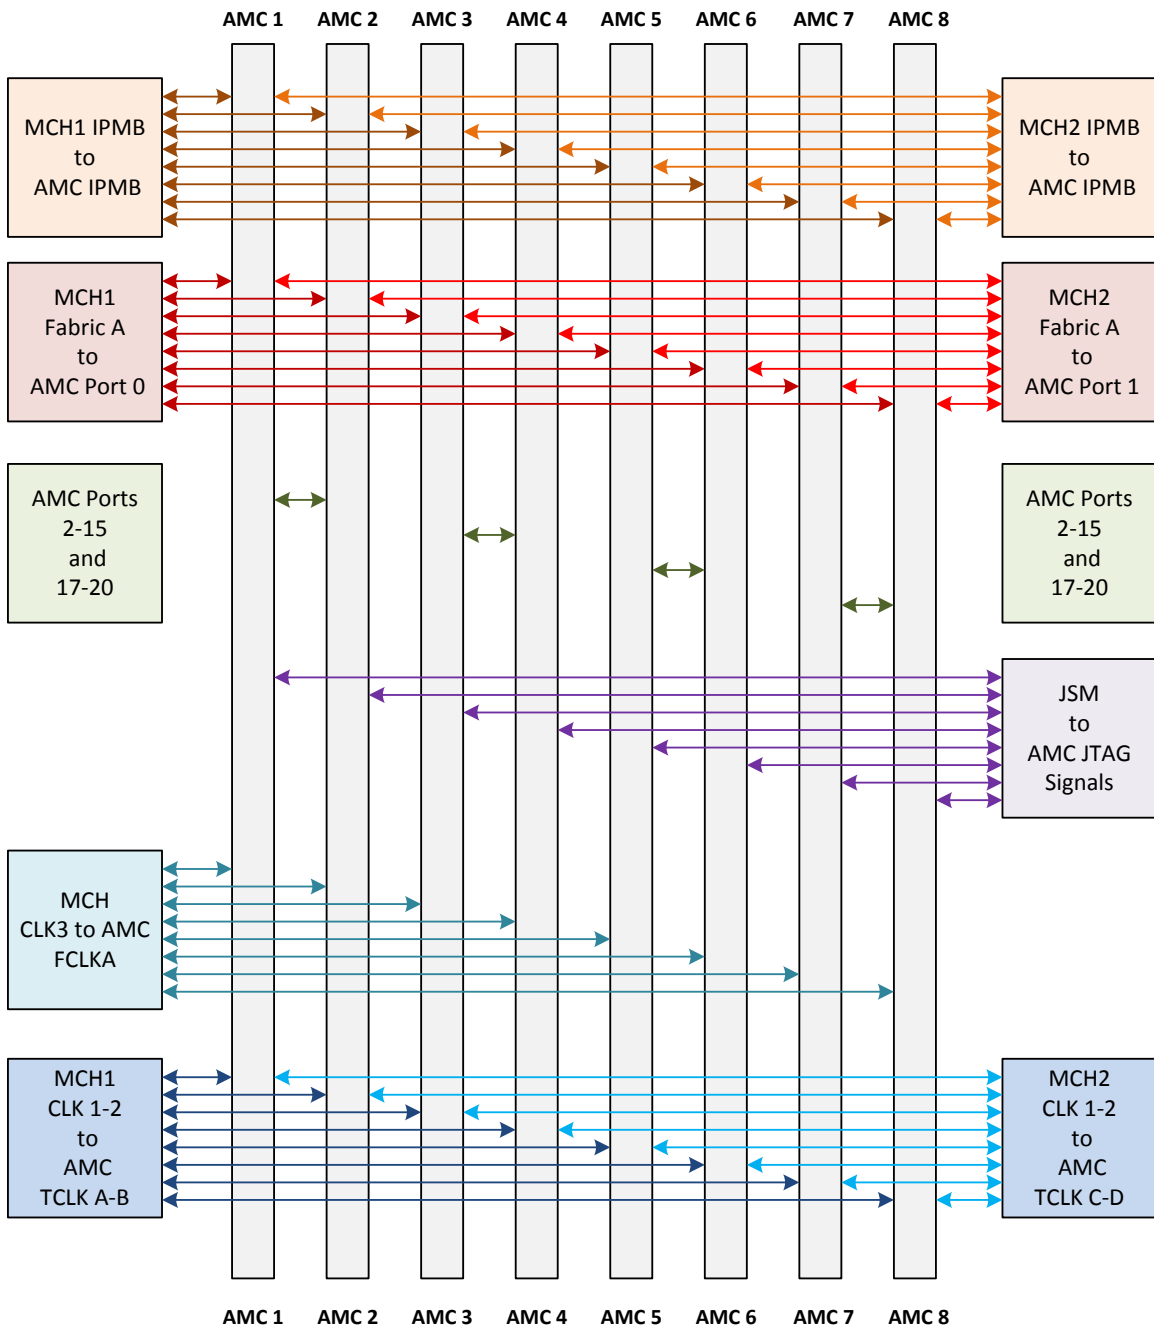 AMC 1 AMC 2 AMC 3 AMC 4 AMC 5 AMC 6 AMC 7 AMC 8
MCH1 IPMB
to
AMC IPMB
MCH2 IPMB
to
AMC IPMB
MCH1
Fabric A
to
AMC Port 0
MCH2
Fabric A
to
AMC Port 1
AMC Ports
2-15
and
17-20
AMC Ports
2-15
and
17-20
JSM
to
AMC JTAG
Signals
MCH
CLK3 to AMC
FCLKA
MCH1
CLK 1-2
to
AMC
TCLK A-B
MCH2
CLK 1-2
to
AMC
TCLK C-D
AMC 1 AMC 2 AMC 3 AMC 4 AMC 5 AMC 6 AMC 7 AMC 8